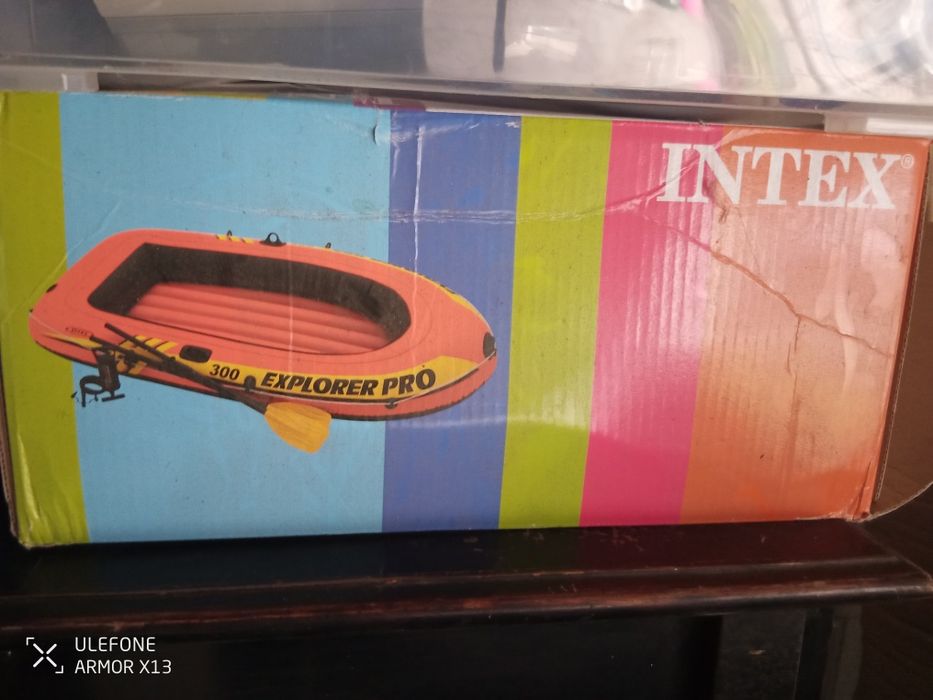 INTEX®
300 EXPLORER PRO
ULEFONE
ARMOR X13